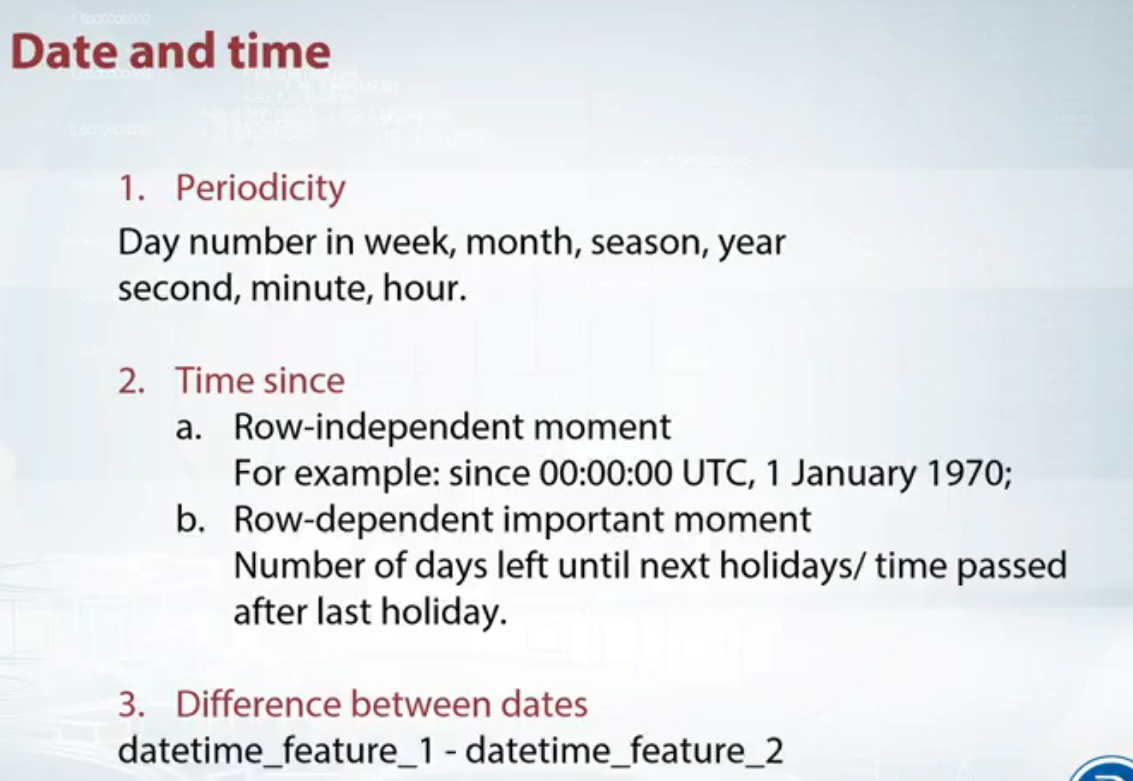 Date and time
1. Periodicity
Day number in week, month, season, year
second, minute, hour.
2. Time since
a. Row-independent moment
For example: since 00:00:00 UTC, 1 January 1970;
b. Row-dependent important moment
Number of days left until next holidays/ time passed
after last holiday.
3. Difference between dates
datetime_feature_1 - datetime_feature_2